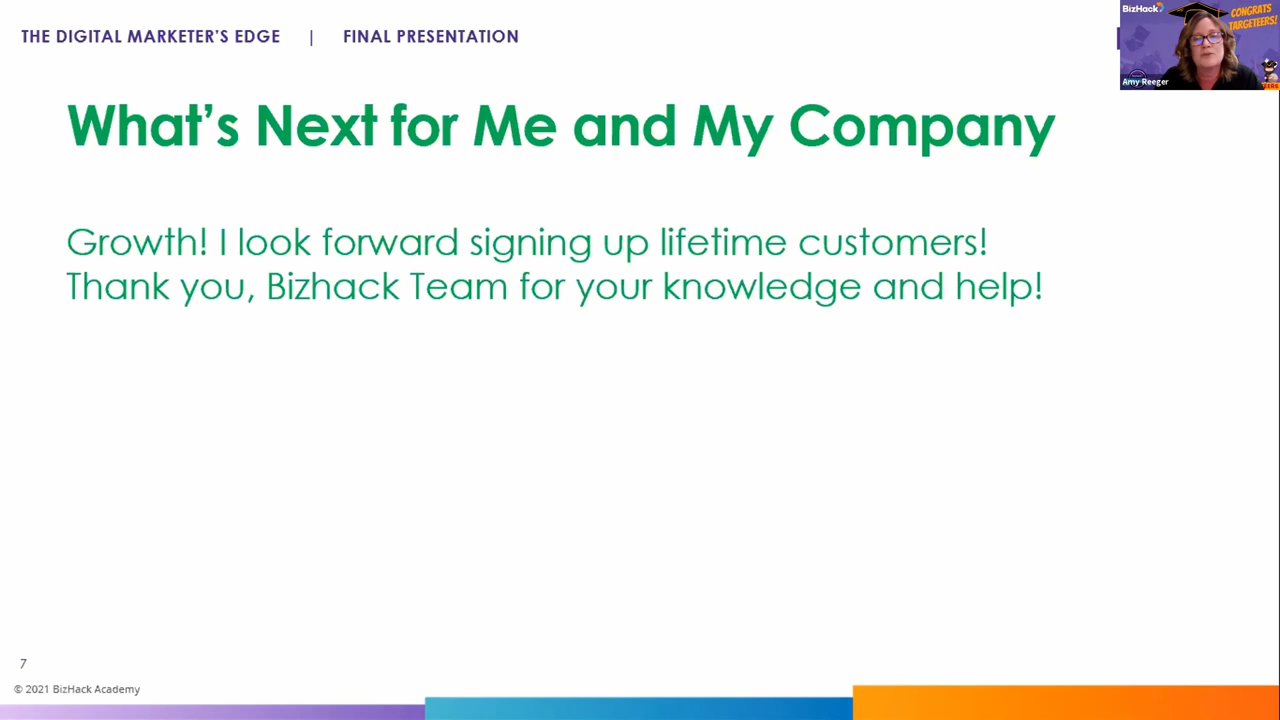 THE DIGITAL MARKETER'S EDGE | FINAL PRESENTATION
BizHack
CONGRATS
TARGETEERS!
Amy Reeger
What's Next for Me and My Company
Growth! I look forward signing up lifetime customers!
Thank you, Bizhack Team for your knowledge and help!
7
© 2021 BizHack Academy